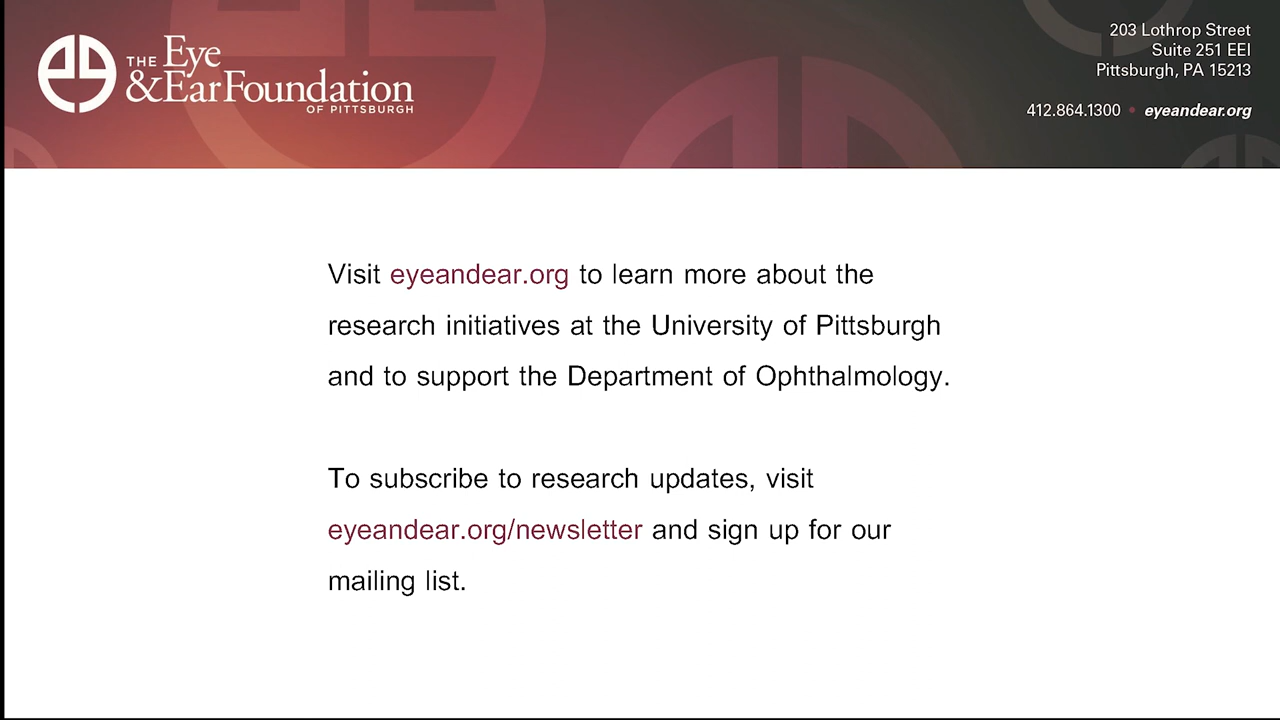 THE Eye
&Ear Foundation
OF PITTSBURGH
203 Lothrop Street
Suite 251 EEI
Pittsburgh, PA 15213
412.864.1300 • eyeandear.org
Visit eyeandear.org to learn more about the
research initiatives at the University of Pittsburgh
and to support the Department of Ophthalmology.
To subscribe to research updates, visit
eyeandear.org/newsletter and sign up for our
mailing list.